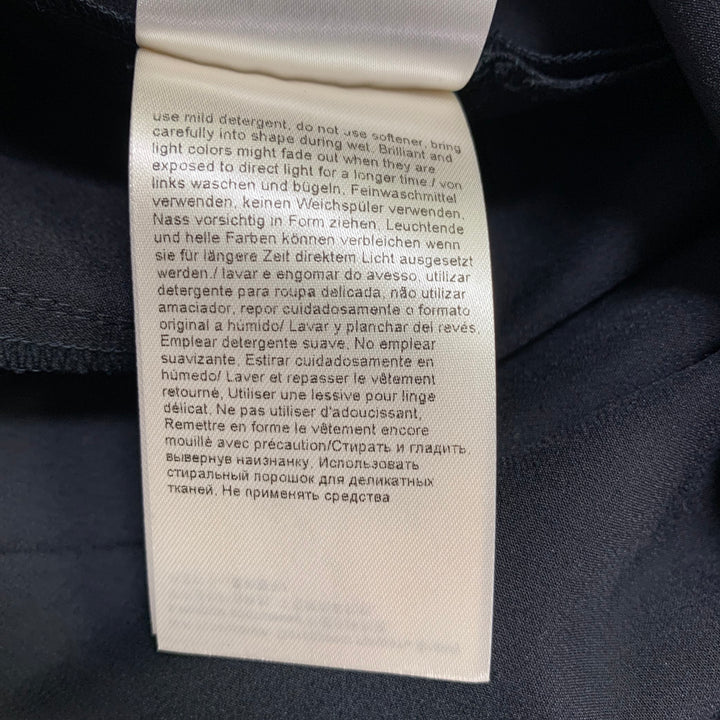 use mild detergent, do not use softener, bring
carefully into shape during wet. Brilliant and
light colors might fade out when they are
exposed to direct light for a longer time./ von
links waschen und bügeln. Feinwaschmittel
verwenden, keinen Weichspüler verwenden.
Nass vorsichtig in Form ziehen. Leuchtende
und helle Farben können verbleichen wenn
sie für längere Zeit direktem Licht ausgesetzt
werden./ lavar e engomar do avesso, utilizar
detergente para roupa delicada, não utilizar
amaciador, repor cuidadosamente o formato
original a húmido/ Lavar y planchar del revés.
Emplear detergente suave. No emplear
suavizante. Estirar cuidadosamente en
húmedo/ Laver et repasser le vêtement
retourné. Utiliser une lessive pour linge
délicat. Ne pas utiliser d'adoucissant.
Remettre en forme le vêtement encore
mouillé avec précaution/Стирать и гладить,
вывернув наизнанку. Использовать
стиральный порошок для деликатных
тканей. Не применять средства